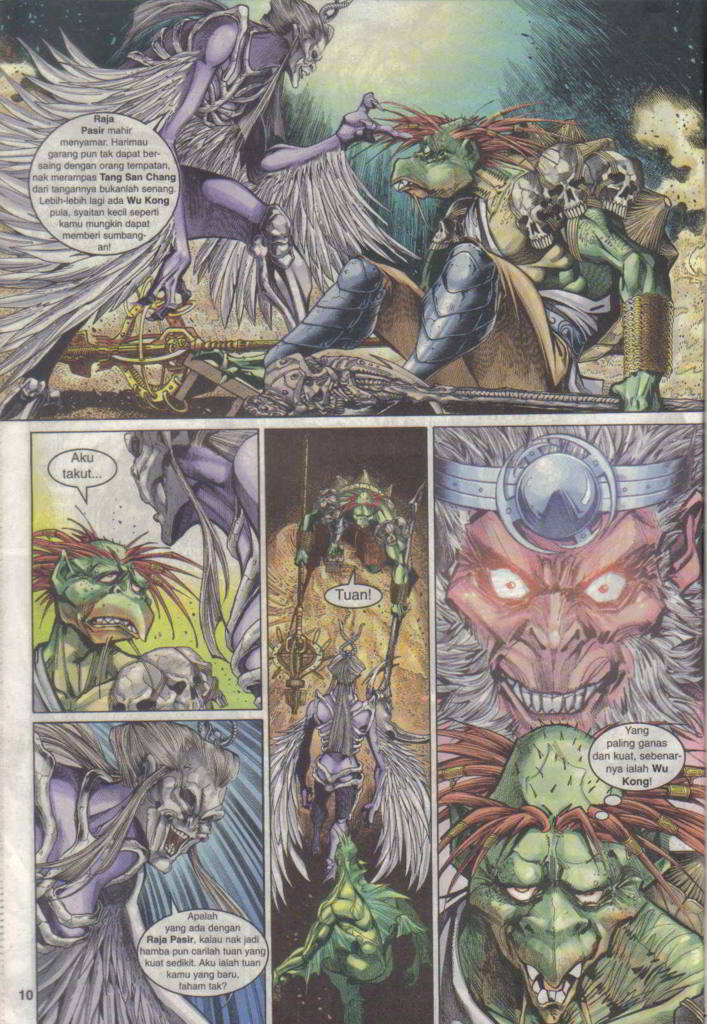 Raja
Pasir mahir
menyamar. Harimau
garang pun tak dapat ber-
saing dengan orang tempatan,
nak merampas Tang San Chang
dari tangannya bukanlah senang.
Lebih-lebih lagi ada Wu Kong
pula, syaitan kecil seperti
kamu mungkin dapat
memberi sumbang-
an!
Aku
takut...
Apalah
yang ada dengan
Raja Pasir, kalau nak jadi
hamba pun carilah tuan yang
kuat sedikit. Aku ialah tuan
kamu yang baru,
faham tak?
Tuan!
Yang
paling ganas
dan kuat, sebenar-
nya ialah Wu
Kong!
10